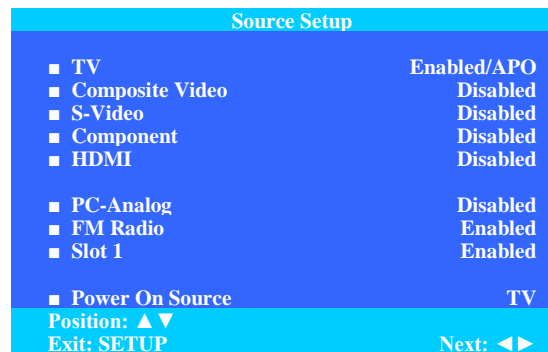 Source Setup
■ TV Enabled/APO
■ Composite Video Disabled
■ S-Video Disabled
■ Component Disabled
■ HDMI Disabled
■ PC-Analog Disabled
■ FM Radio Enabled
■ Slot 1 Enabled
■ Power On Source TV
Position: ▲▼
Exit: SETUP Next: ◄►